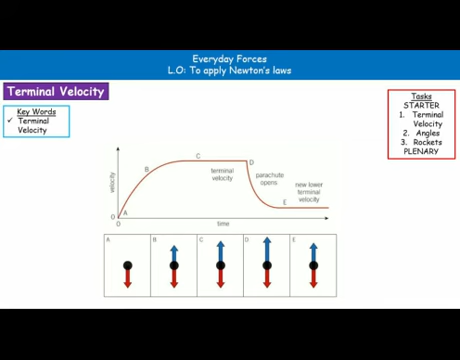 Everyday Forces
L.O: To apply Newton's laws
Terminal Velocity
Key Words
✓ Terminal
Velocity
Tasks
STARTER
1. Terminal
Velocity
2. Angles
3. Rockets
PLENARY
velocity
0
0
A
B
C
terminal
velocity
D
parachute
opens
E
new lower
terminal
velocity
time
A
B
C
D
E